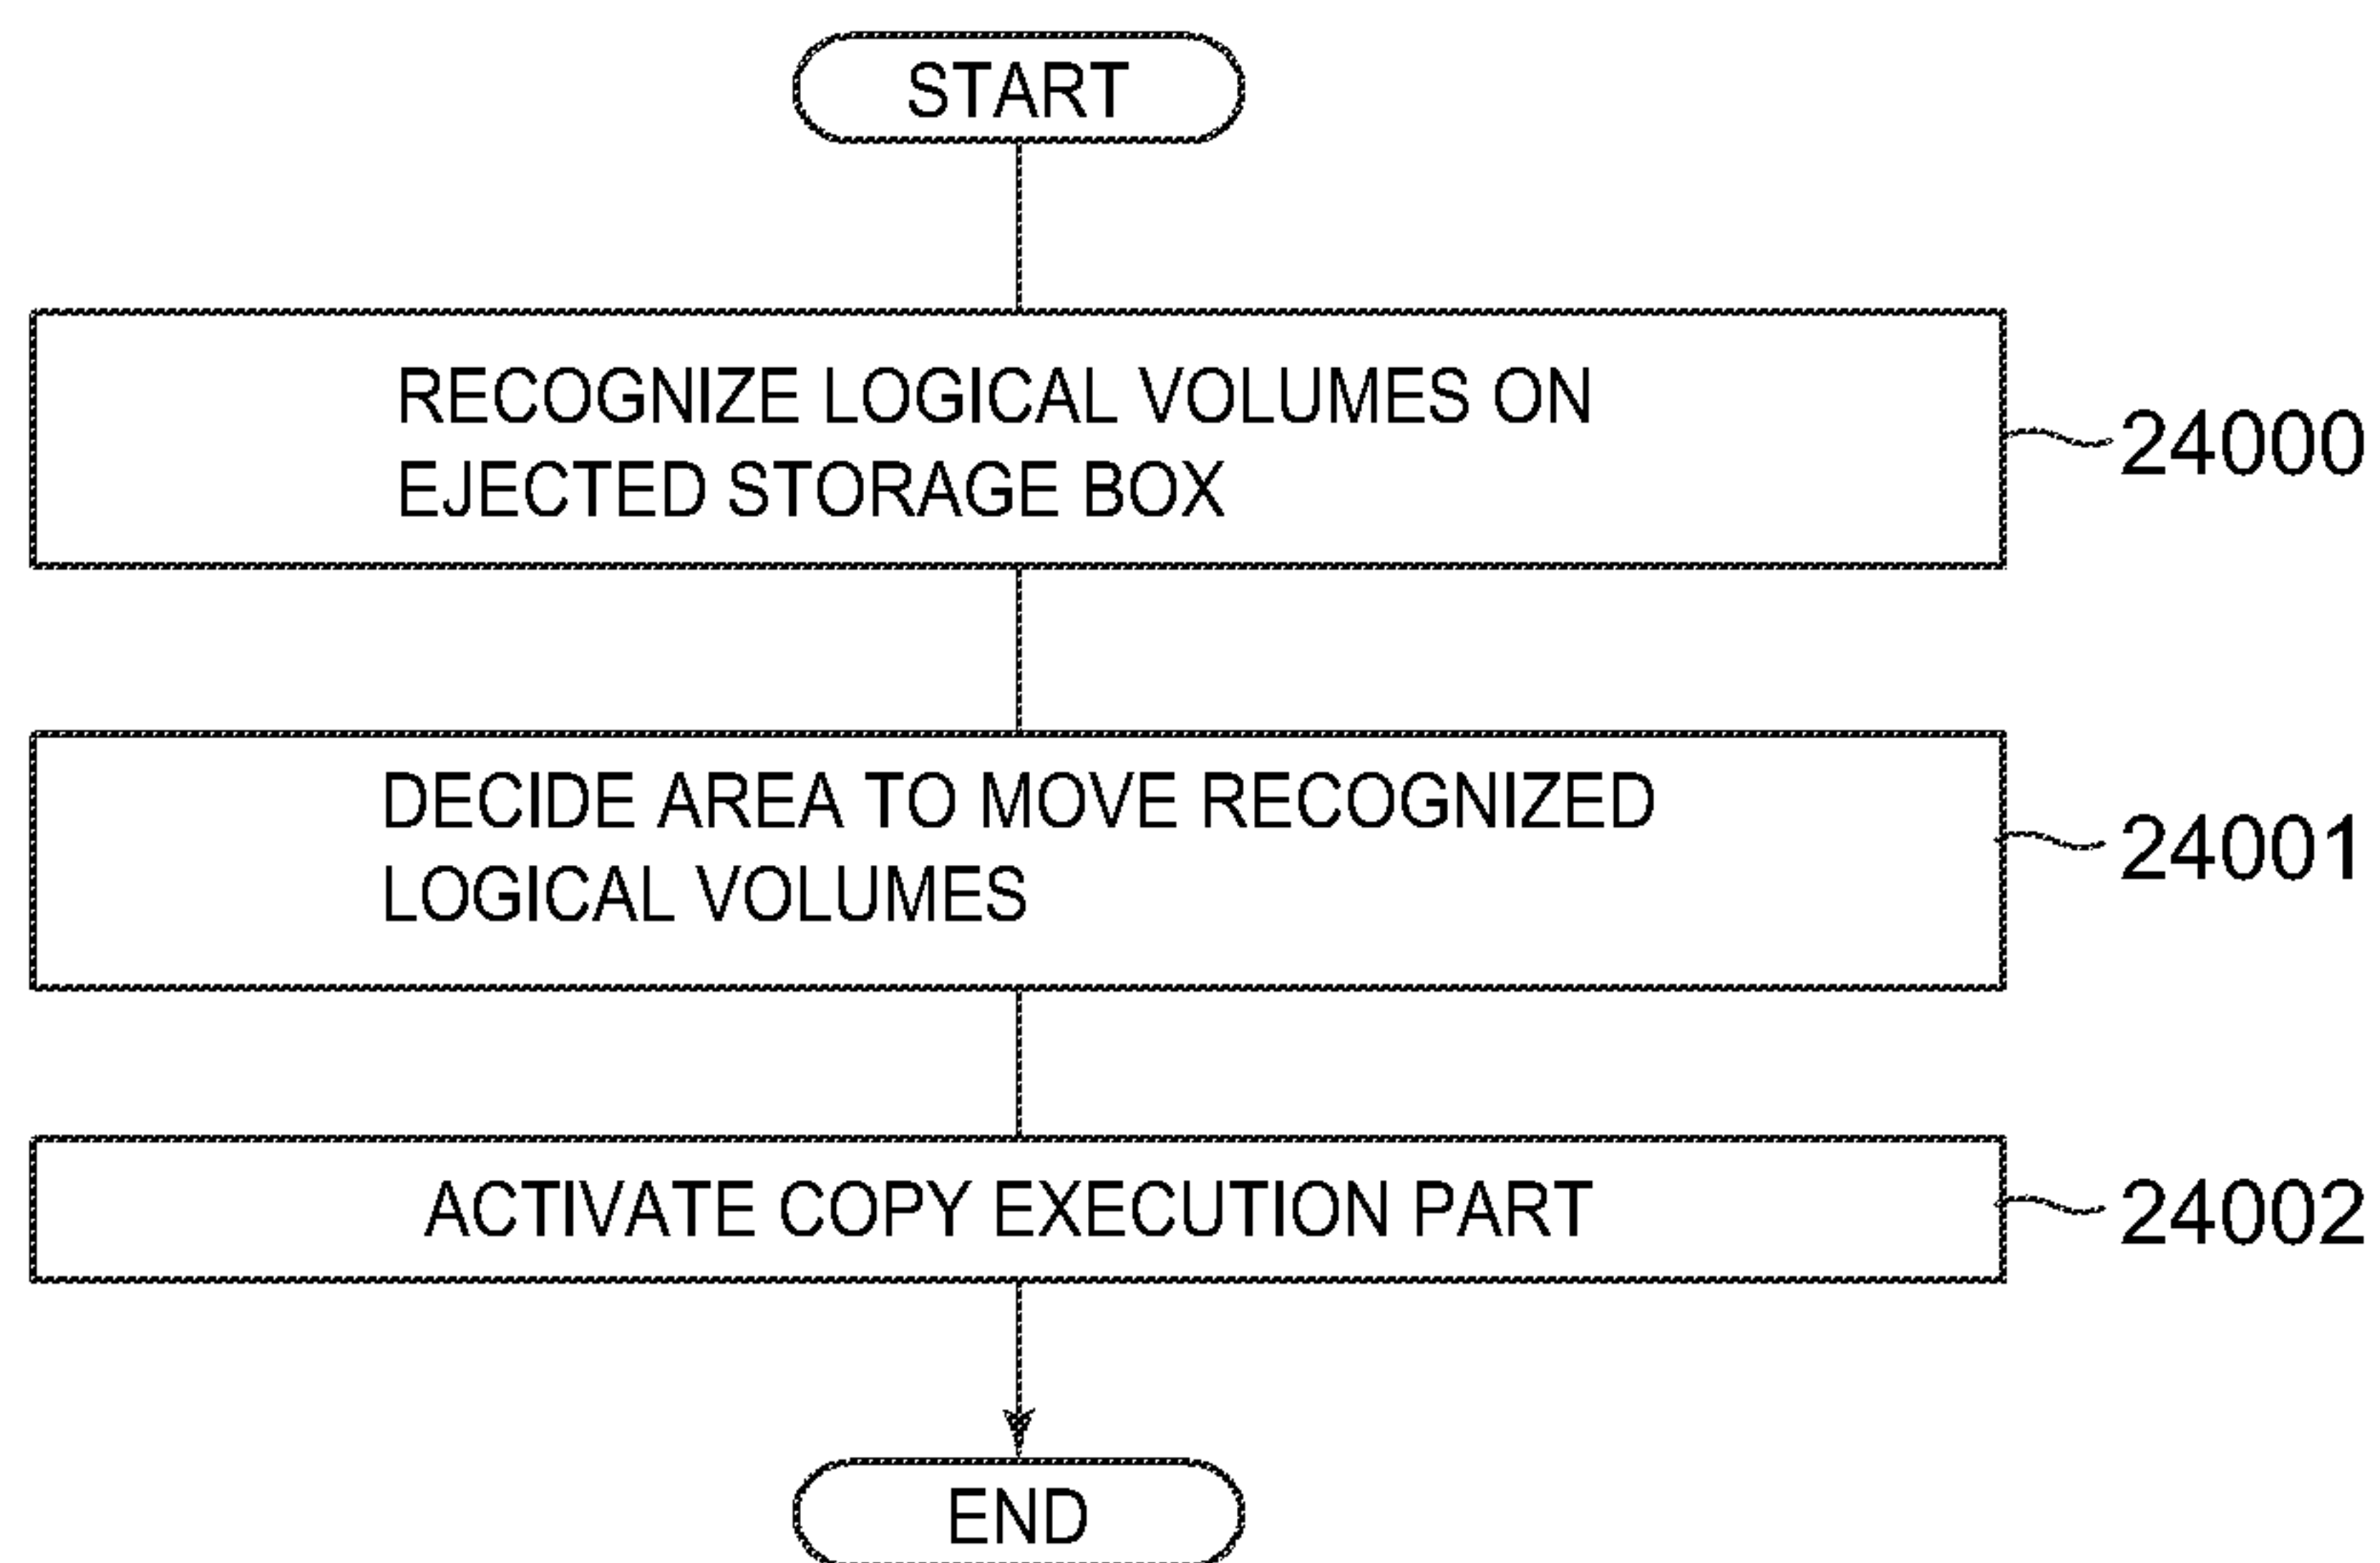 START
RECOGNIZE LOGICAL VOLUMES ON
EJECTED STORAGE BOX
24000
DECIDE AREA TO MOVE RECOGNIZED
LOGICAL VOLUMES
24001
ACTIVATE COPY EXECUTION PART
24002
END